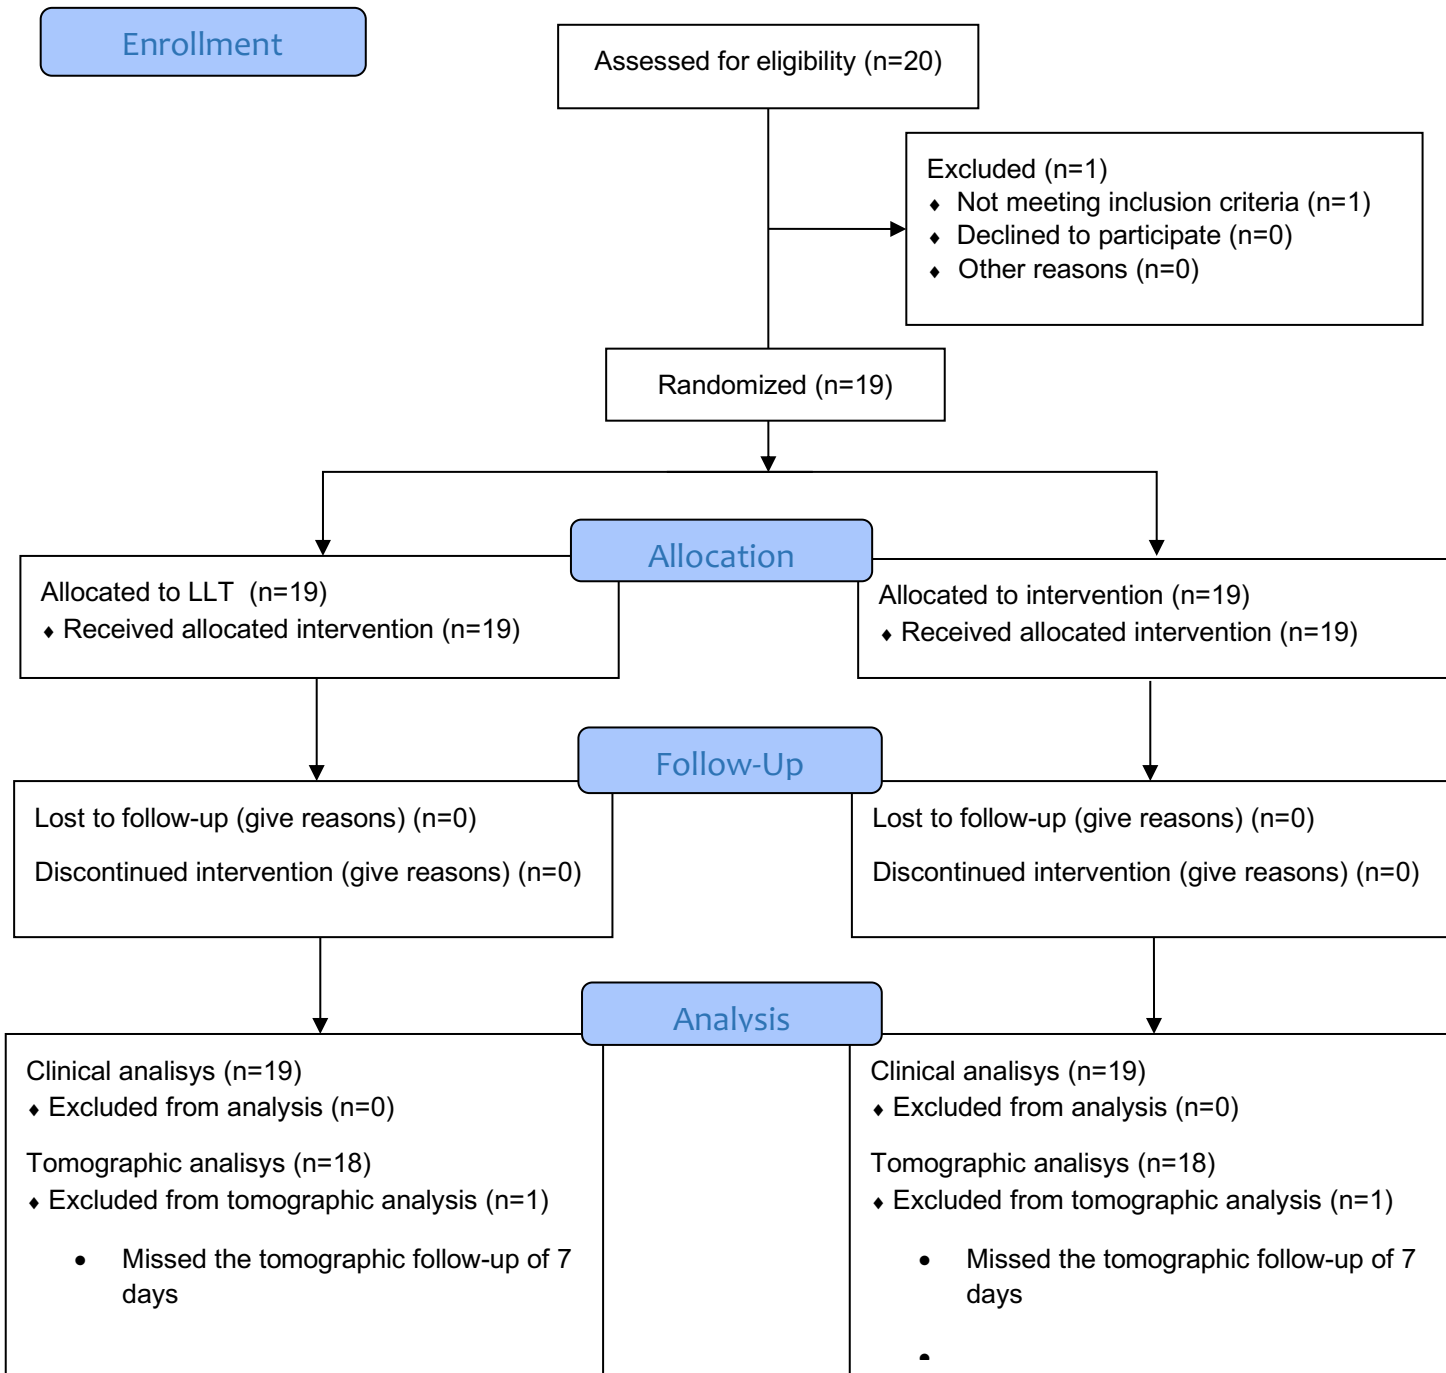 Enrollment
Assessed for eligibility (n=20)
Excluded (n=1)
⬧ Not meeting inclusion criteria (n=1)
⬧ Declined to participate (n=0)
⬧ Other reasons (n=0)
Randomized (n=19)
Allocation
Allocated to LLT (n=19)
⬧ Received allocated intervention (n=19)
Allocated to intervention (n=19)
⬧ Received allocated intervention (n=19)
Follow-Up
Lost to follow-up (give reasons) (n=0)
Discontinued intervention (give reasons) (n=0)
Lost to follow-up (give reasons) (n=0)
Discontinued intervention (give reasons) (n=0)
Analysis
Clinical analisys (n=19)
⬧ Excluded from analysis (n=0)
Tomographic analisys (n=18)
⬧ Excluded from tomographic analysis (n=1)
• Missed the tomographic follow-up of 7
days
Clinical analisys (n=19)
⬧ Excluded from analysis (n=0)
Tomographic analisys (n=18)
⬧ Excluded from tomographic analysis (n=1)
• Missed the tomographic follow-up of 7
days
•